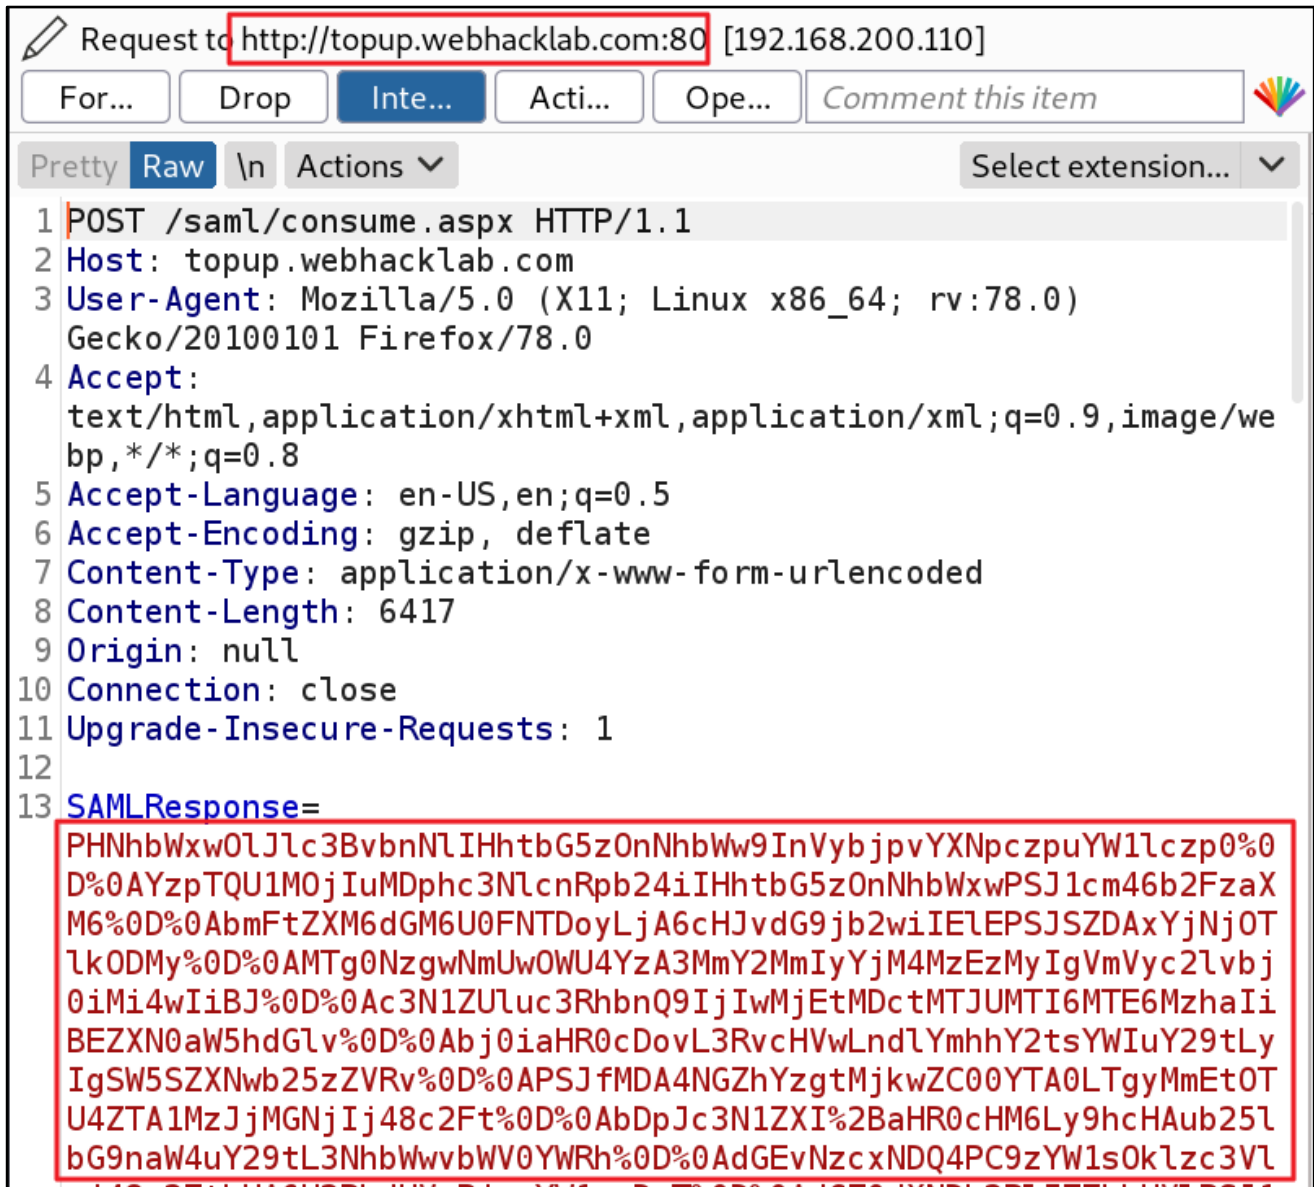 Request to http://topup.webhacklab.com:80 [192.168.200.110]
For... Drop Inte... Acti... Ope... Comment this item
Pretty Raw \n Actions Select extension...
1 POST /saml/consume.aspx HTTP/1.1
2 Host: topup.webhacklab.com
3 User-Agent: Mozilla/5.0 (X11; Linux x86_64; rv:78.0)
Gecko/20100101 Firefox/78.0
4 Accept:
text/html,application/xhtml+xml,application/xml;q=0.9,image/we
bp,*/*;q=0.8
5 Accept-Language: en-US,en;q=0.5
6 Accept-Encoding: gzip, deflate
7 Content-Type: application/x-www-form-urlencoded
8 Content-Length: 6417
9 Origin: null
10 Connection: close
11 Upgrade-Insecure-Requests: 1
12
13 SAMLResponse=
PHNhbWxwOlJlc3BvbnNlIHhtbG5zOnNhbWw9InVybjpvYXNpczpuYW1lczp0%0
D%0AYzpTQU1MOjIuMDphc3NlcnRpb24iIHhtbG5zOnNhbWxwPSJ1cm46b2FzaX
M6%0D%0AbmFtZXM6dGM6U0FNTDoyLjA6cHJvdG9jb2wiIElEPSJSZDAxYjNjOT
lkODMy%0D%0AMTg0NzgwNmUwOWU4YzA3MmY2MmIyYjM4MzEzMyIgVmVyc2lvbj
0iMi4wIiBJ%0D%0Ac3N1ZUluc3RhbnQ9IjIwMjEtMDctMTJUMTI6MTE6MzhaIi
BEZXN0aW5hdGlv%0D%0Abj0iaHR0cDovL3RvcHVwLndlYmhhY2tsYWIuY29tLy
IgSW5SZXNwb25zZVRv%0D%0APSJfMDA4NGZhYzgtMjkwZC00YTA0LTgyMmEtOT
U4ZTA1MzJjMGNjIj48c2Ft%0D%0AbDpJc3N1ZXI%2BaHR0cHM6Ly9hcHAub25l
bG9naW4uY29tL3NhbWwvbWV0YWRh%0D%0AdGEvNzcxNDQ4PC9zYW1sOklzc3Vl